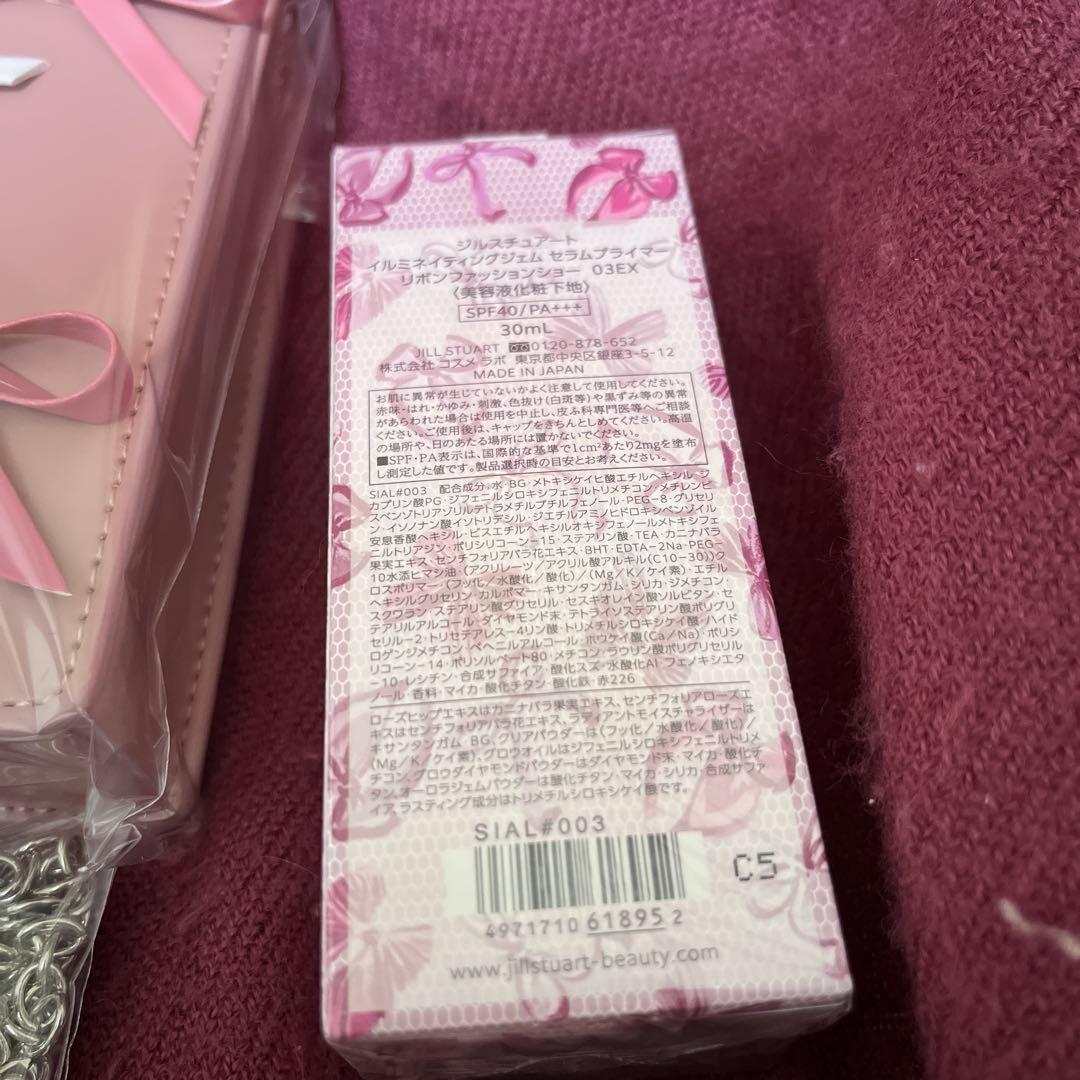 ジルスチュアート
イルミネイティングジェム セラムプライマー
リボンファッションショー 03EX
〈美容液化粧下地〉
SPF40/PA+++
30mL
JILL STUART ☎0120-878-652
株式会社 コスメ ラボ 東京都中央区銀座3-5-12
MADE IN JAPAN
お肌に異常が生じていないかよく注意して使用してください。
赤味・はれ・かゆみ・刺激、色抜け(白斑等)や黒ずみ等の異常
があらわれた場合は使用を中止し、皮ふ科専門医等へご相談
ください。ご使用後は、キャップをきちんとしめてください。高温
の場所や、日のあたる場所には置かないでください。
■SPF・PA表示は、国際的な基準で1cm²あたり2mgを塗布
し測定した値です。製品選択時の目安とお考えください。
SIAL#003 配合成分:水・BG・メトキシケイヒ酸エチルヘキシル・ジ
カプリン酸PG・ジフェニルシロキシフェニルトリメチコン・メチレンビ
スベンゾトリアゾリルテトラメチルブチルフェノール・PEG-8・グリセリ
ン・イソノナン酸イソトリデシル・ジエチルアミノヒドロキシベンゾイル
安息香酸ヘキシル・ビスエチルヘキシルオキシフェノールメトキシフェ
ニルトリアジン・ポリシリコーン-15・ステアリン酸・TEA・カニナバラ
果実エキス・センチフォリアバラ花エキス・BHT・EDTA-2Na・PEG-
10水添ヒマシ油・(アクリレーツ/アクリル酸アルキル(C10-30))ク
ロスポリマー・(フッ化/水酸化/酸化)/(Mg/K/ケイ素)・エチル
ヘキシルグリセリン・カルボマー・キサンタンガム・シリカ・ジメチコン・
スクワラン・ステアリン酸グリセリル・セスキオレイン酸ソルビタン・セ
テアリルアルコール・ダイヤモンド末・テトライソステアリン酸ポリグリ
セリル-2・トリセテアレス-4リン酸・トリメチルシロキシケイ酸・ハイド
ロゲンジメチコン・ベヘニルアルコール・ホウケイ酸(Ca/Na)・ポリシ
リコーン-14・ポリソルベート80・メチコン・ラウリン酸ポリグリセリル
-10・レシチン・合成サファイア・酸化スズ・水酸化Al・フェノキシエタ
ノール・香料・マイカ・酸化チタン・酸化鉄・赤226
ローズヒップエキスはカニナバラ果実エキス、センチフォリアローズエ
キスはセンチフォリアバラ花エキス、ラディアントモイスチャライザーは
キサンタンガム・BG、クリアパウダーは(フッ化/水酸化/酸化)/
(Mg/K/ケイ素)、グロウオイルはジフェニルシロキシフェニルトリメ
チコン、グロウダイヤモンドパウダーはダイヤモンド末・マイカ・酸化チ
タン、オーロラジェムパウダーは酸化チタン・マイカ・シリカ・合成サファ
イア、ラスティング成分はトリメチルシロキシケイ酸です。
SIAL#003
C5
4971710 61895 2
www.jillstuart-beauty.com